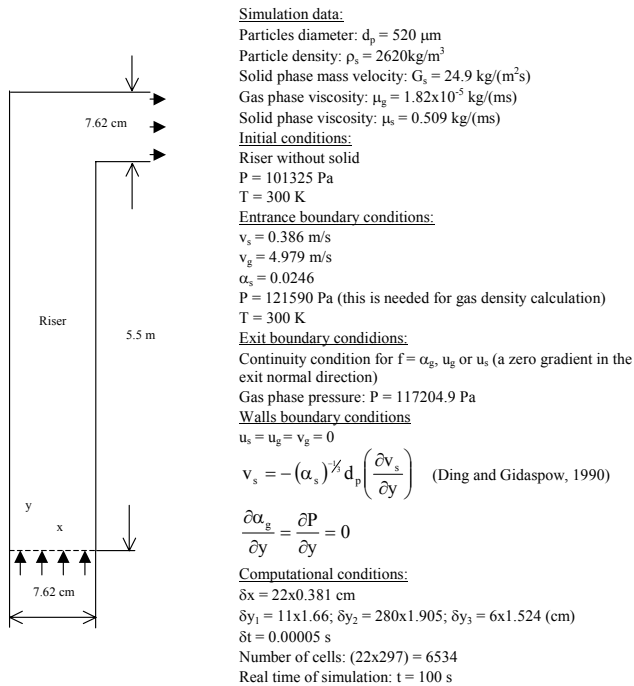 7.62 cm
Riser
5.5 m
y
x
7.62 cm
Simulation data:
Particles diameter: dp = 520 μm
Particle density: ρs = 2620kg/m³
Solid phase mass velocity: Gs = 24.9 kg/(m²s)
Gas phase viscosity: μg = 1.82x10⁻⁵ kg/(ms)
Solid phase viscosity: μs = 0.509 kg/(ms)
Initial conditions:
Riser without solid
P = 101325 Pa
T = 300 K
Entrance boundary conditions:
vs = 0.386 m/s
vg = 4.979 m/s
αs = 0.0246
P = 121590 Pa (this is needed for gas density calculation)
T = 300 K
Exit boundary condidions:
Continuity condition for f = αg, ug or us (a zero gradient in the
exit normal direction)
Gas phase pressure: P = 117204.9 Pa
Walls boundary conditions
us = ug = vg = 0
vs = −(αs)^(−1/3) dp (∂vs/∂y) (Ding and Gidaspow, 1990)
∂αg/∂y = ∂P/∂y = 0
Computational conditions:
δx = 22x0.381 cm
δy1 = 11x1.66; δy2 = 280x1.905; δy3 = 6x1.524 (cm)
δt = 0.00005 s
Number of cells: (22x297) = 6534
Real time of simulation: t = 100 s